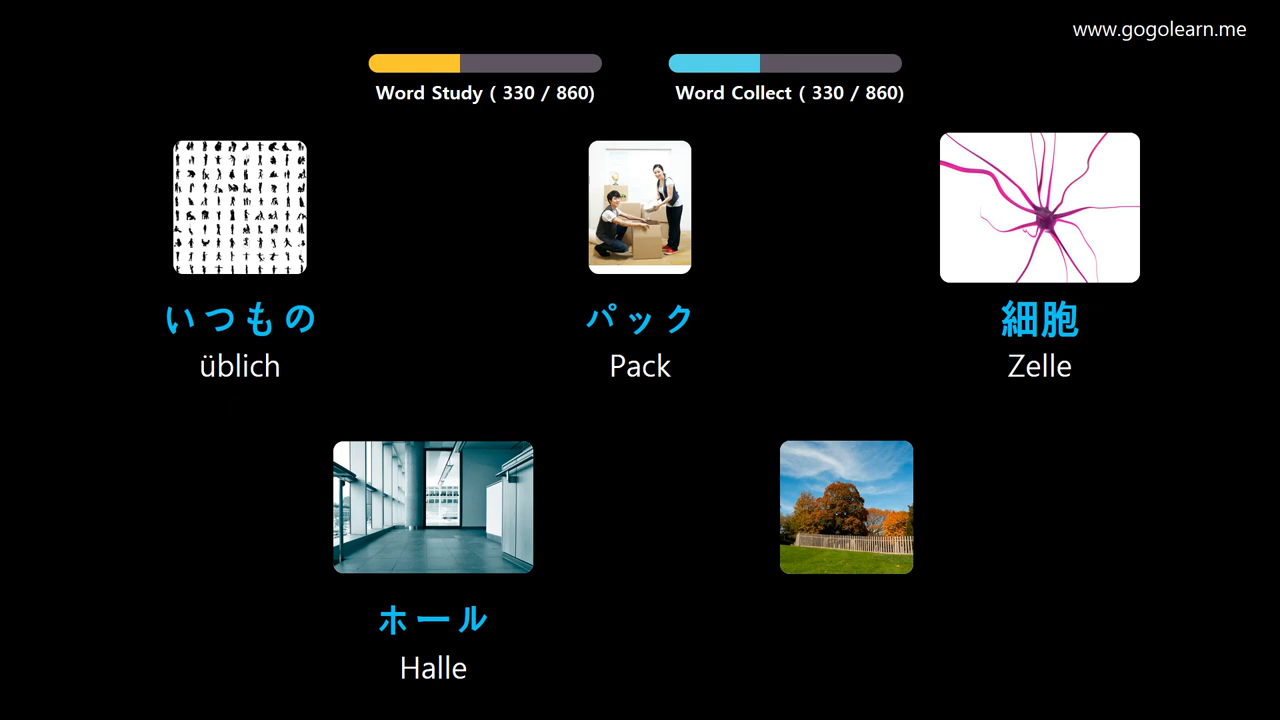 www.gogolearn.me
Word Study ( 330 / 860)
Word Collect ( 330 / 860)
いつもの
üblich
パック
Pack
細胞
Zelle
ホール
Halle